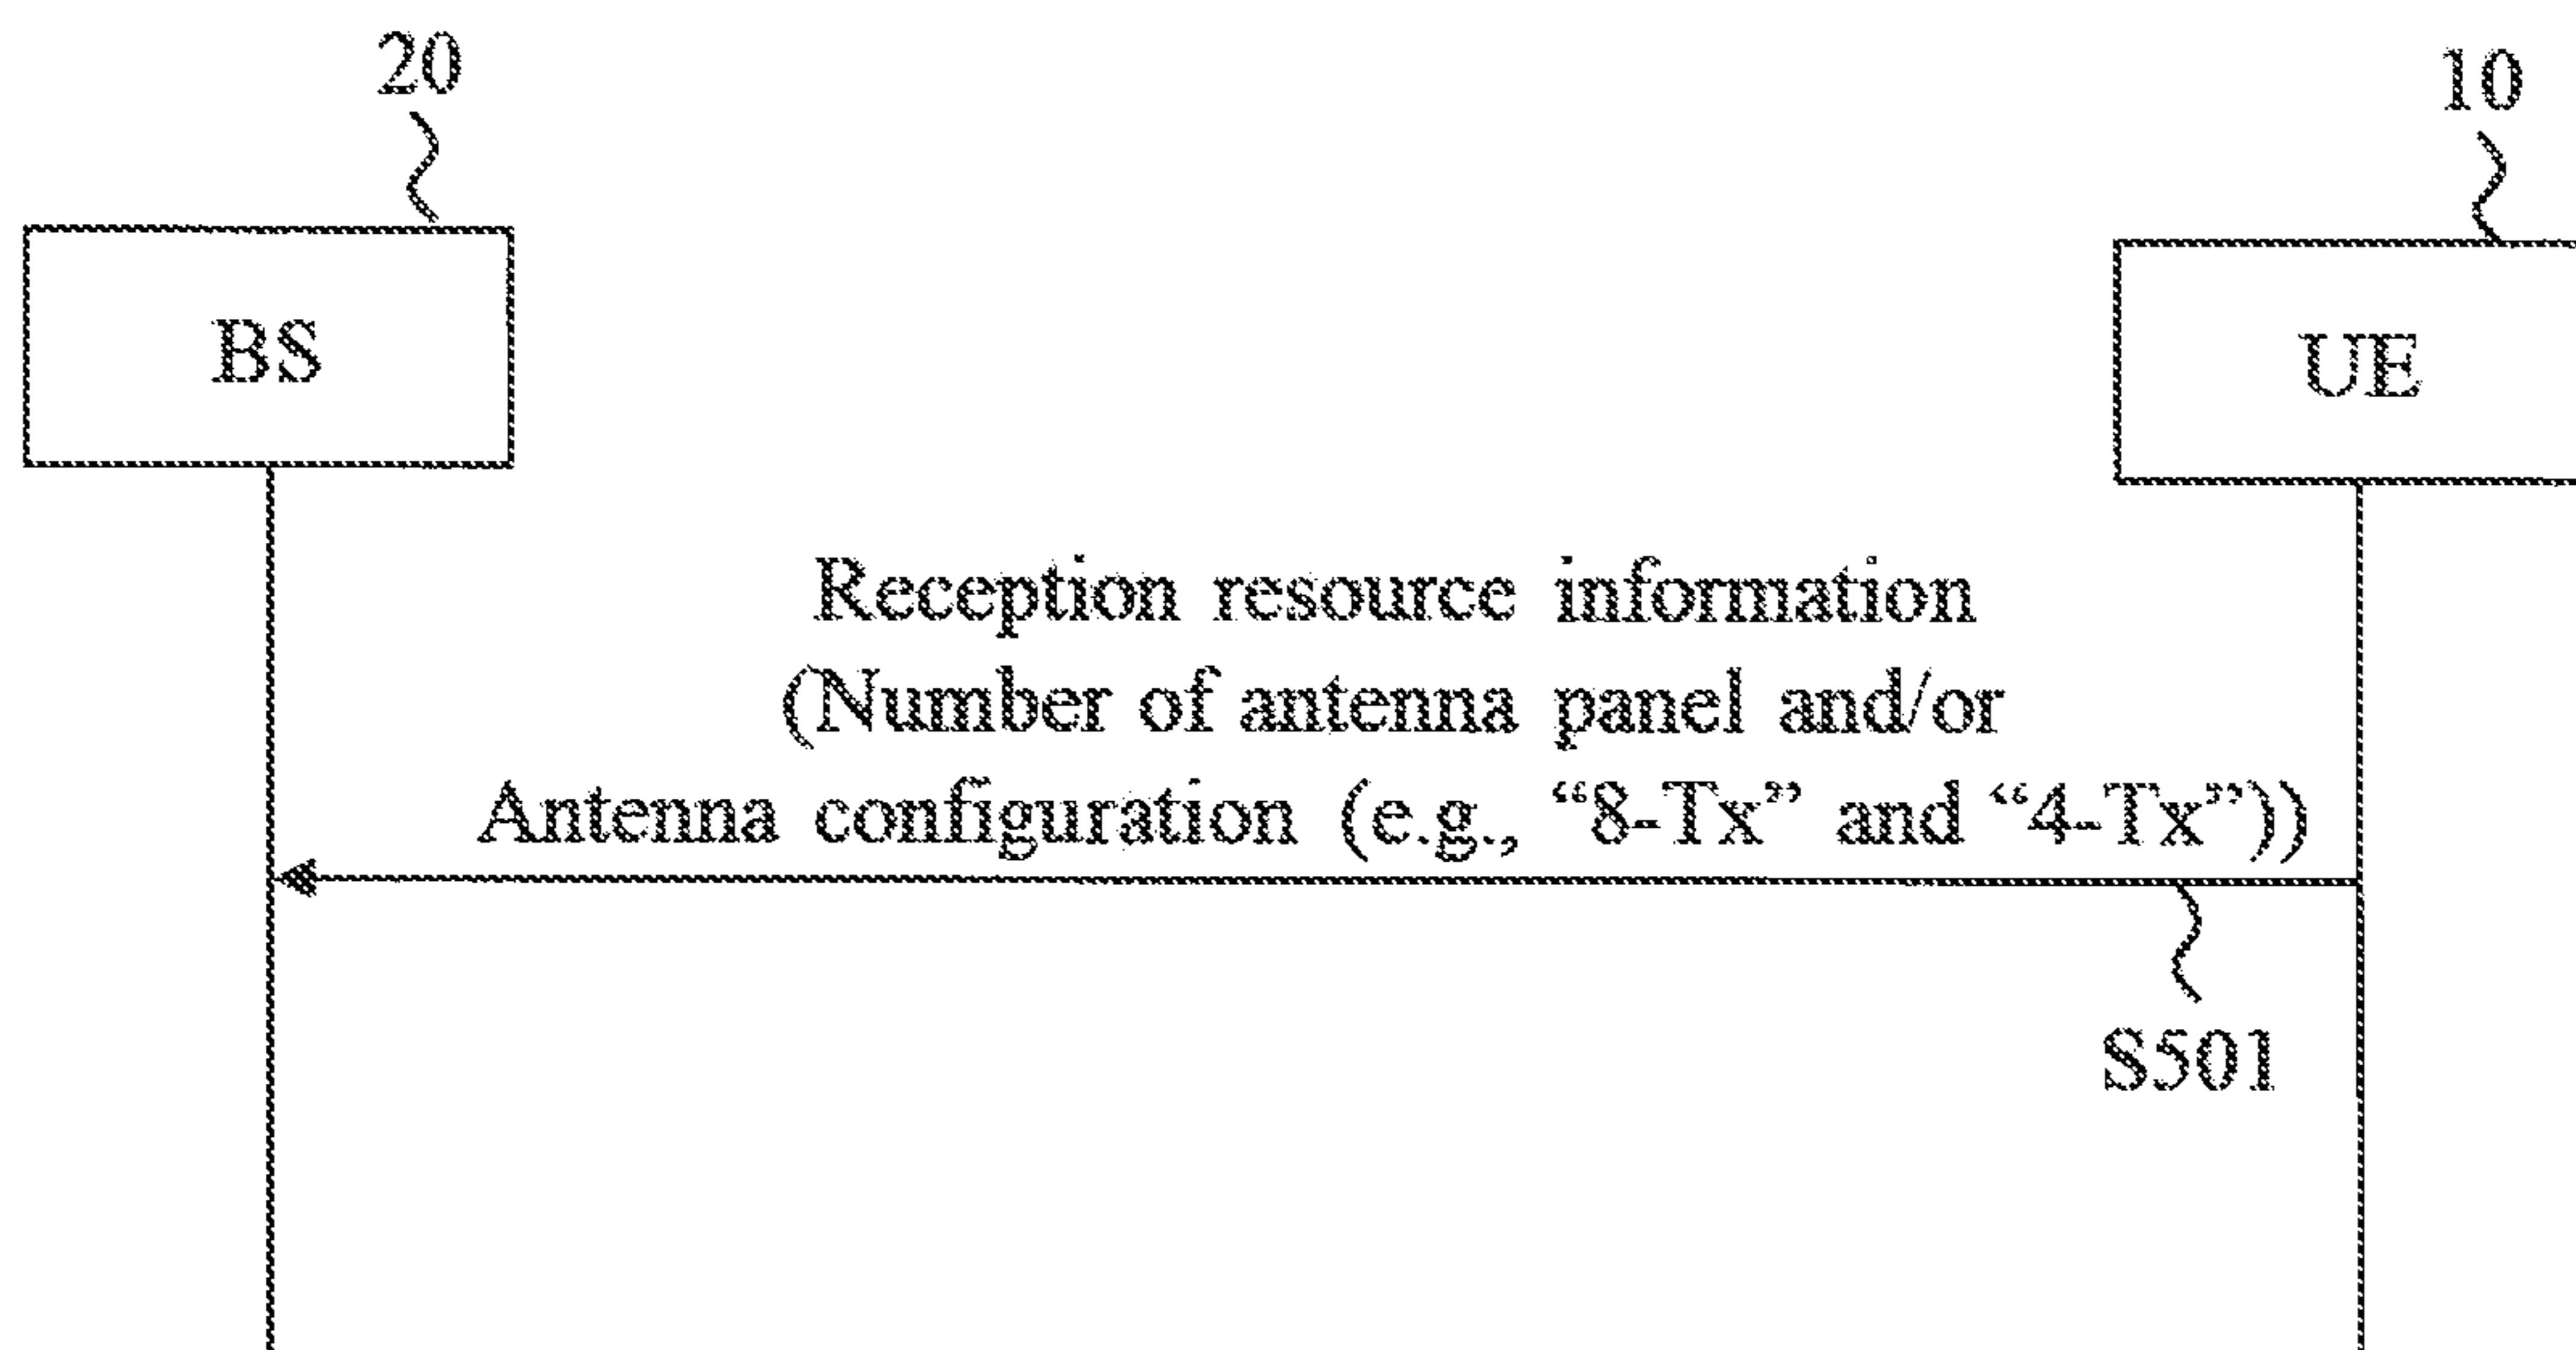 20
10
BS
UE
Reception resource information
(Number of antenna panel and/or
Antenna configuration (e.g., “8-Tx” and “4-Tx”))
S501